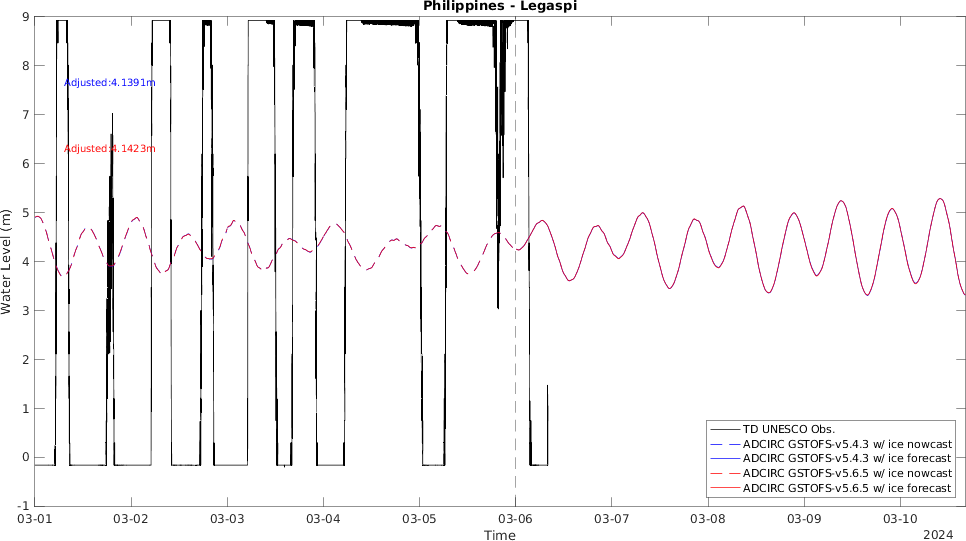 Philippines - Legaspi
9
8
7
6
5
4
3
2
1
0
-1
Water Level (m)
Adjusted:4.1391m
Adjusted:4.1423m
TD UNESCO Obs.
ADCIRC GSTOFS-v5.4.3 w/ ice nowcast
ADCIRC GSTOFS-v5.4.3 w/ ice forecast
ADCIRC GSTOFS-v5.6.5 w/ ice nowcast
ADCIRC GSTOFS-v5.6.5 w/ ice forecast
03-01 03-02 03-03 03-04 03-05 03-06 03-07 03-08 03-09 03-10
Time
2024